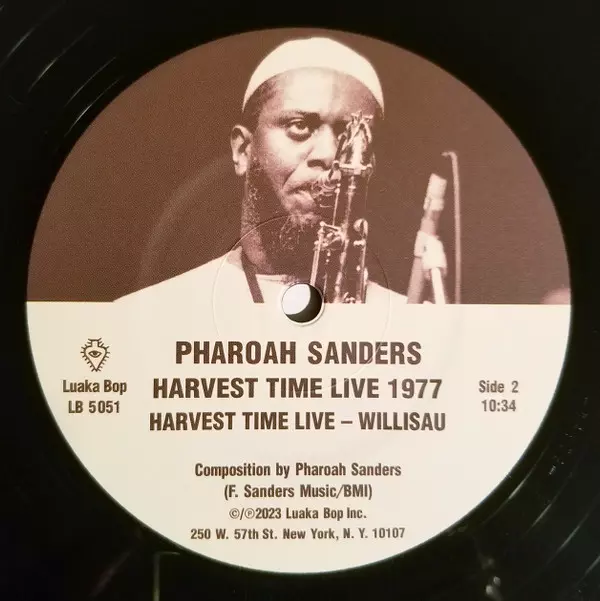 PHAROAH SANDERS
HARVEST TIME LIVE 1977
HARVEST TIME LIVE – WILLISAU
Luaka Bop
LB 5051
Side 2
10:34
Composition by Pharoah Sanders
(F. Sanders Music/BMI)
©/℗2023 Luaka Bop Inc.
250 W. 57th St. New York, N. Y. 10107